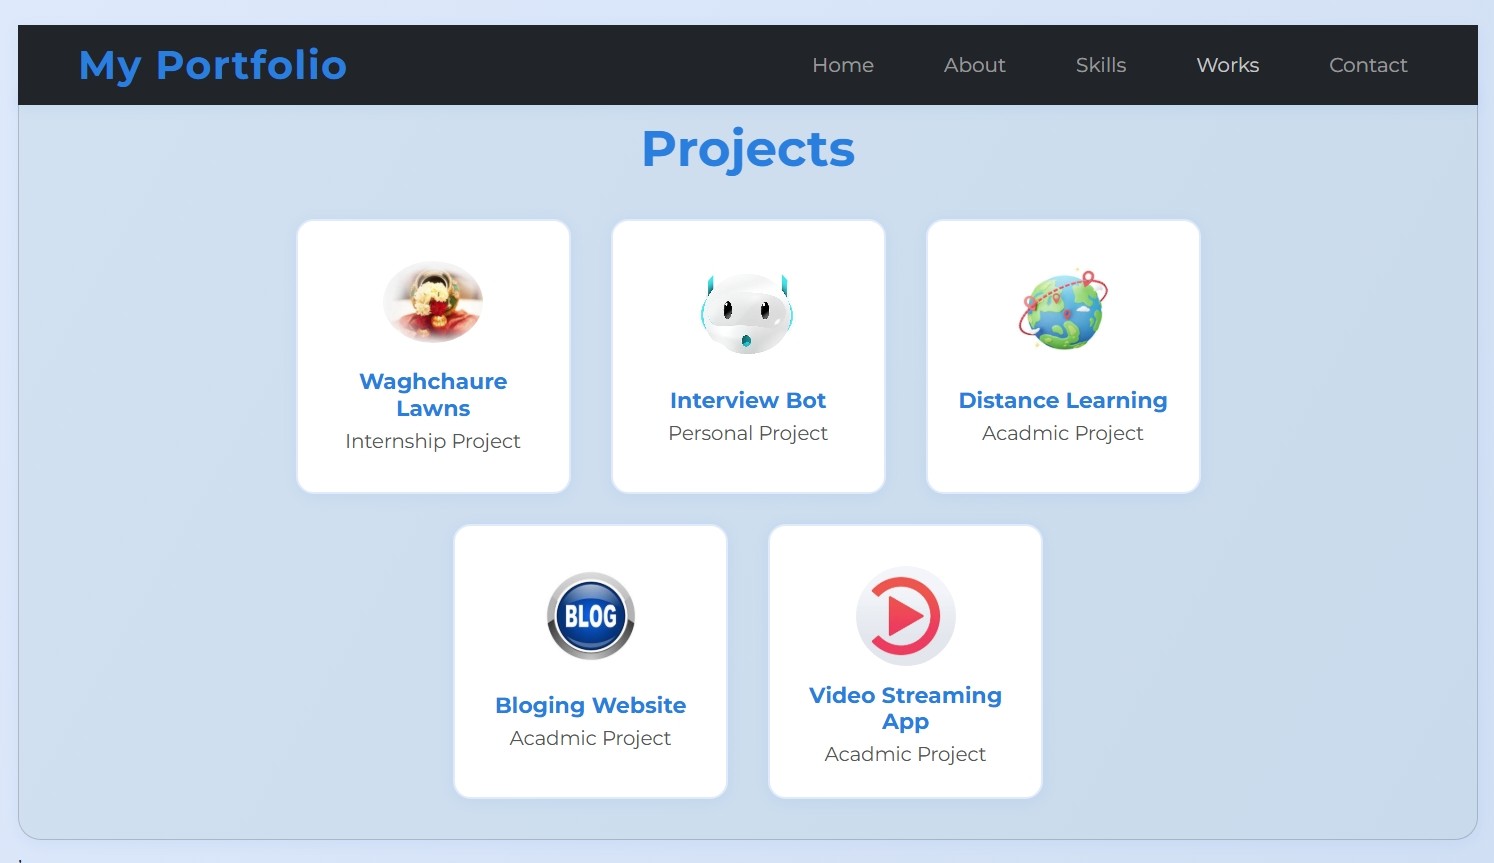 My Portfolio
Home About Skills Works Contact
Projects
Waghchaure
Lawns
Internship Project
Interview Bot
Personal Project
Distance Learning
Acadmic Project
BLOG
Bloging Website
Acadmic Project
Video Streaming
App
Acadmic Project